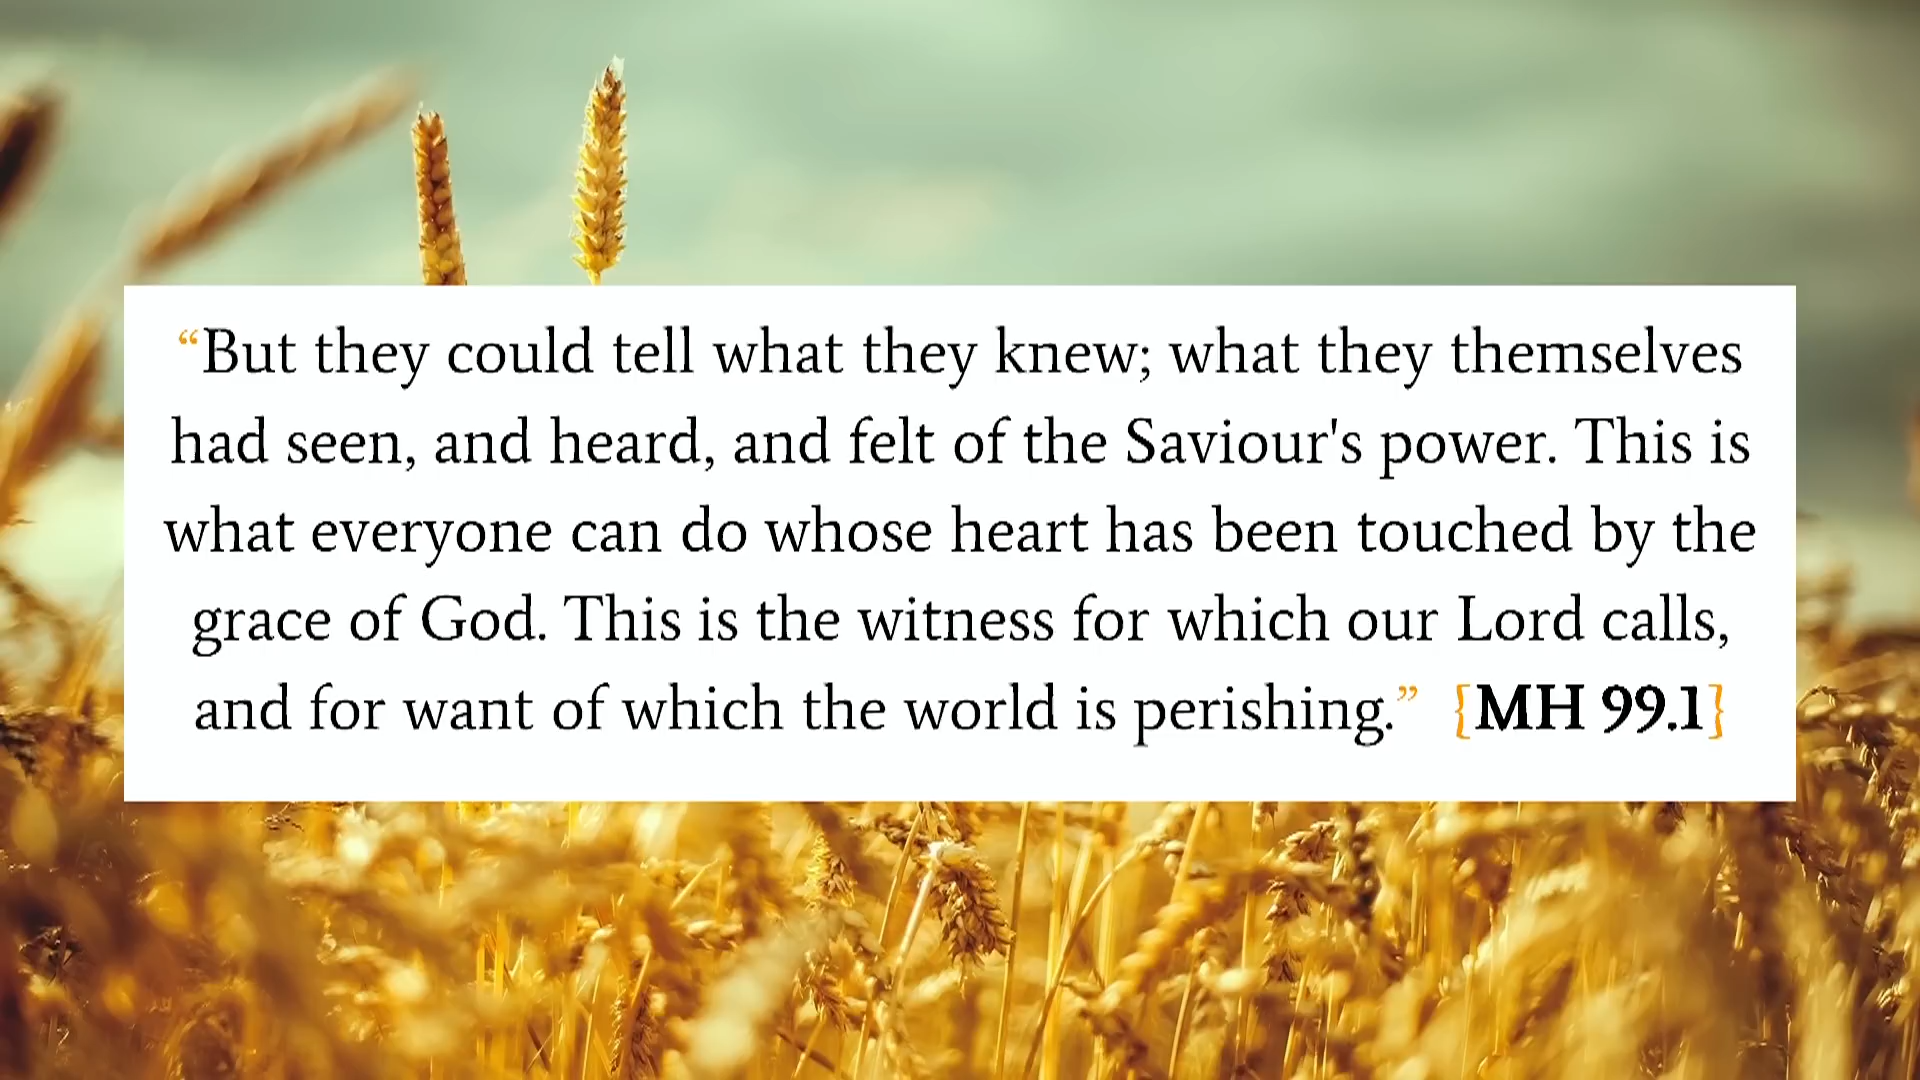 “But they could tell what they knew; what they themselves
had seen, and heard, and felt of the Saviour's power. This is
what everyone can do whose heart has been touched by the
grace of God. This is the witness for which our Lord calls,
and for want of which the world is perishing.” {MH 99.1}